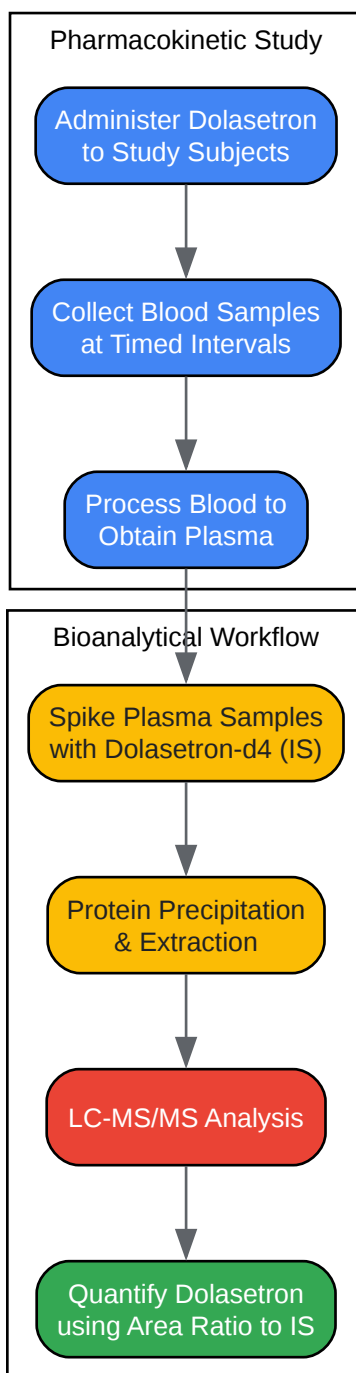 Pharmacokinetic Study
Administer Dolasetron
to Study Subjects
Collect Blood Samples
at Timed Intervals
Process Blood to
Obtain Plasma
Bioanalytical Workflow
Spike Plasma Samples
with Dolasetron-d4 (IS)
Protein Precipitation
& Extraction
LC-MS/MS Analysis
Quantify Dolasetron
using Area Ratio to IS